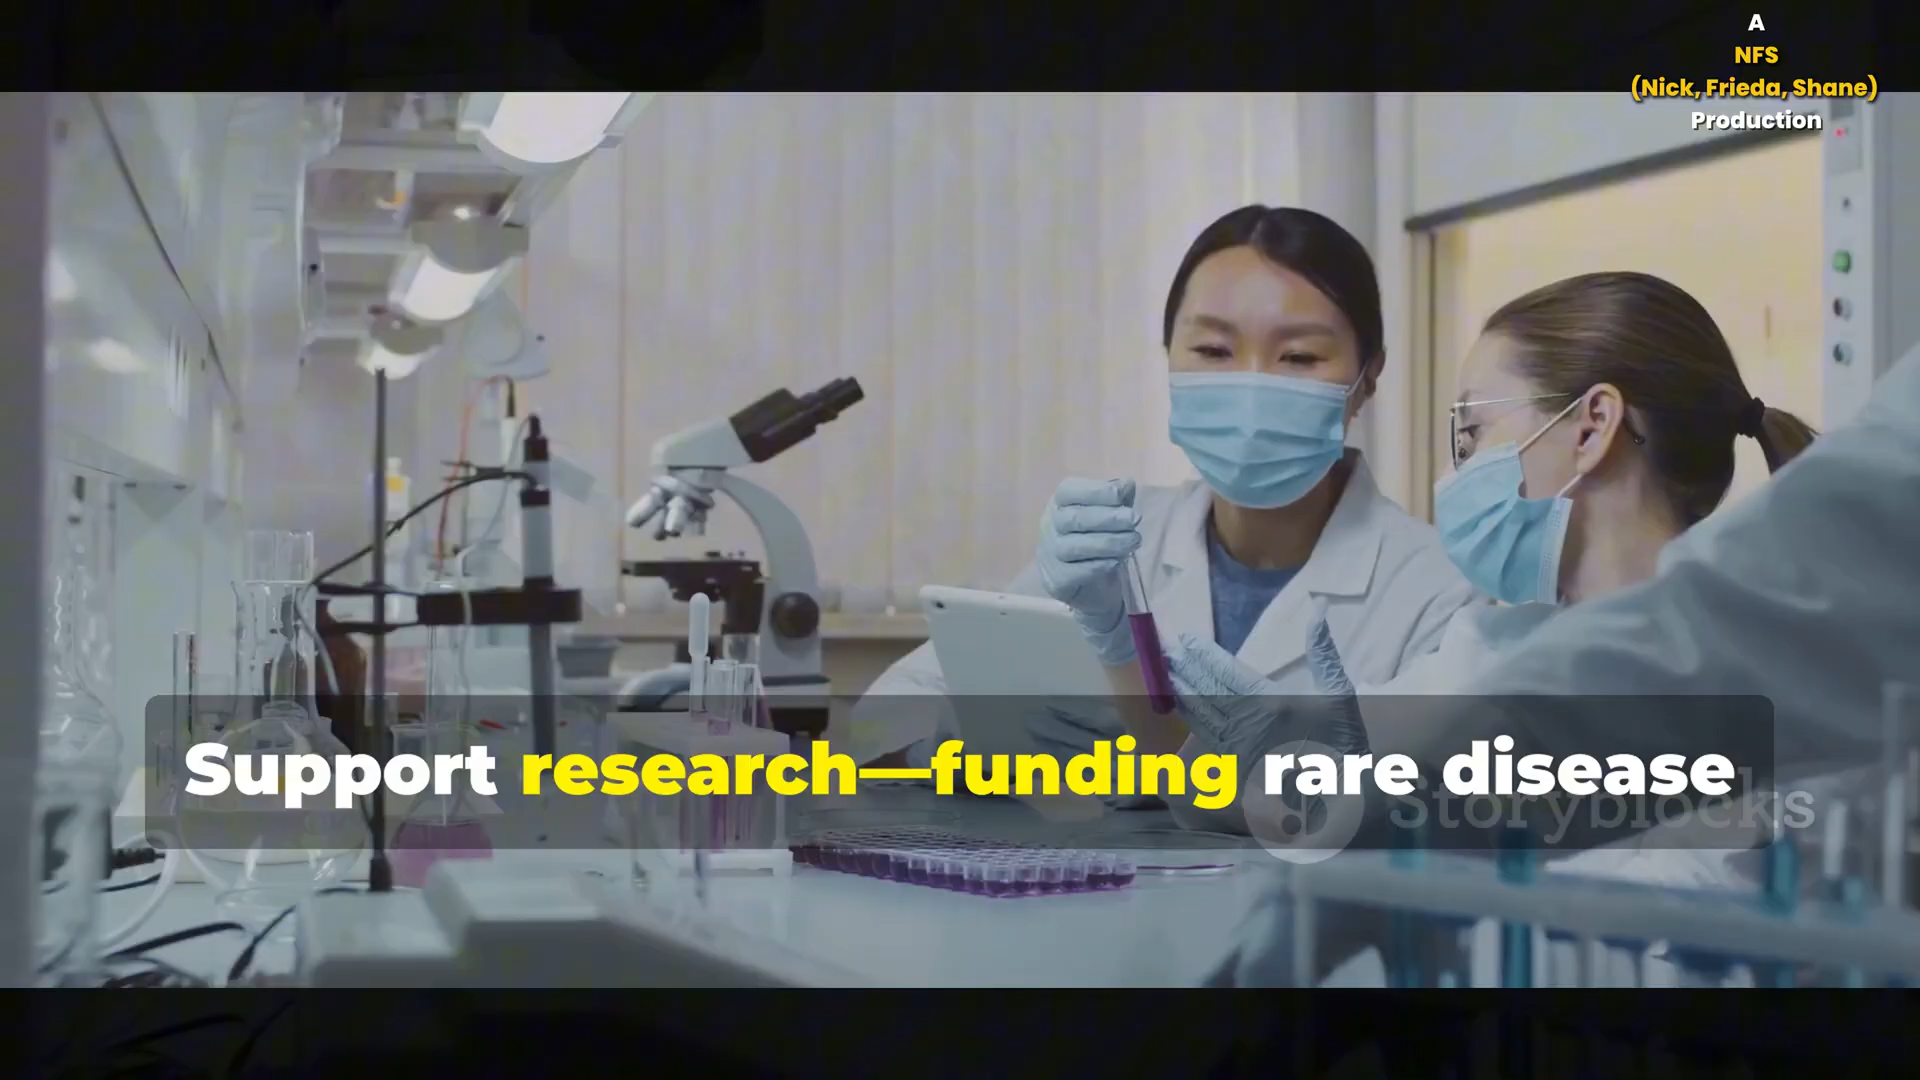 A
NFS
(Nick, Frieda, Shane)
Production
Support research—funding rare disease
Storyblocks